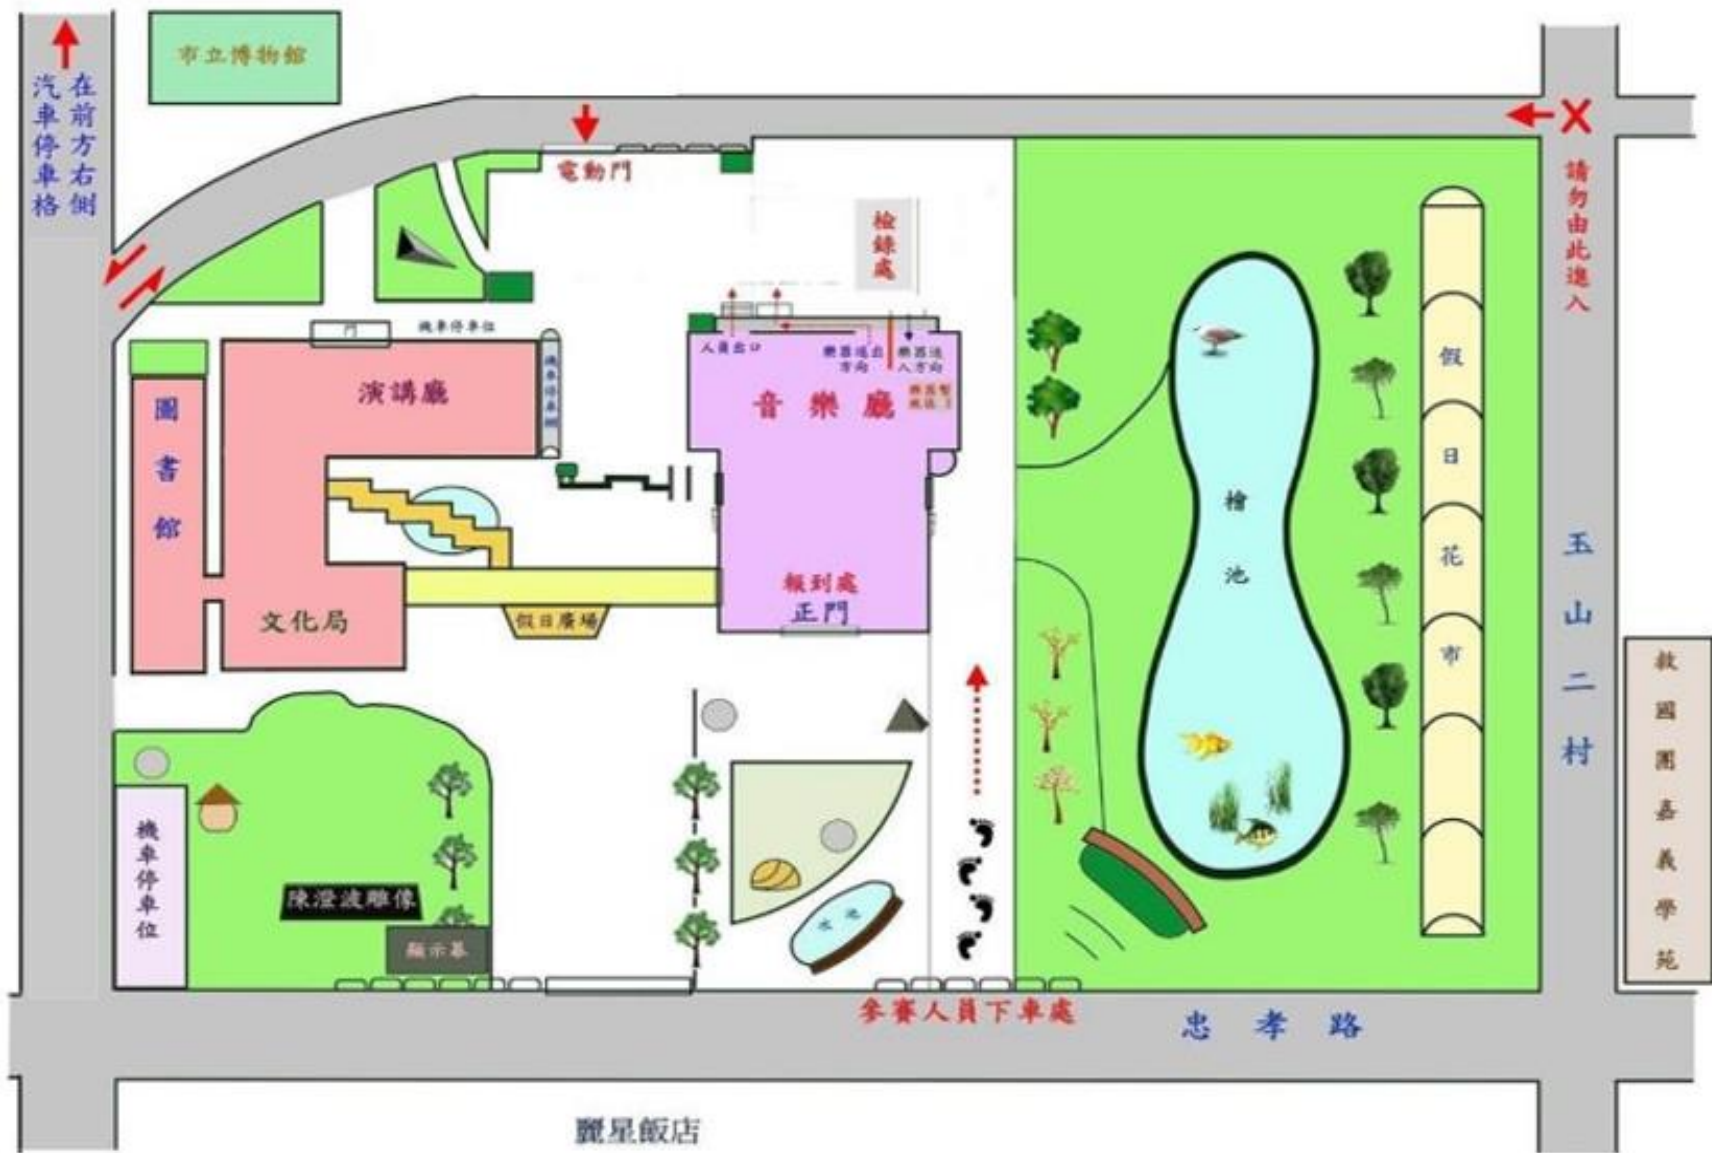 市立博物館
在前方右側
汽車停車格
電動門
請勿由此進入
檢錄處
門
機車停車位
人員出口
樂器送出
方向
樂器進
入方向
音樂廳
演講廳
圖書館
文化局
假日廣場
報到處
正門
檜池
假日花市
玉山二村
救國團嘉義學苑
機車停車位
陳澄波雕像
顯示幕
水池
參賽人員下車處
忠孝路
麗星飯店